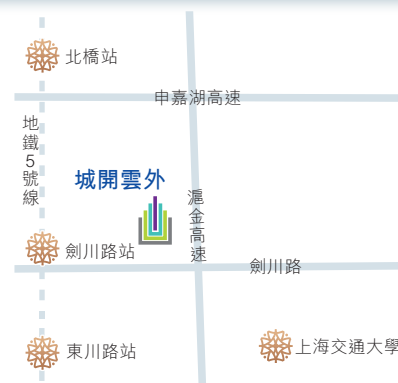 北橋站
申嘉湖高速
地鐵5號線
城開雲外
滬金高速
劍川路站
劍川路
東川路站
上海交通大學